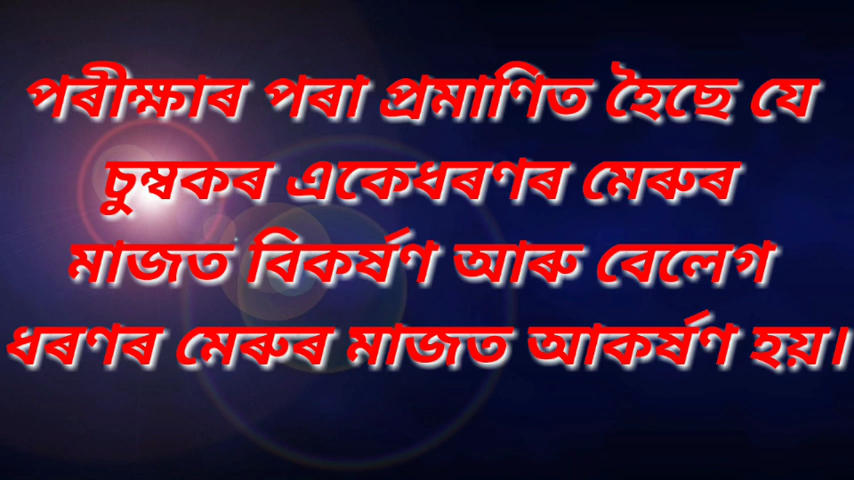 পৰীক্ষাৰ পৰা প্ৰমাণিত হৈছে যে
চুম্বকৰ একেধৰণৰ মেৰুৰ
মাজত বিকৰ্ষণ আৰু বেলেগ
ধৰণৰ মেৰুৰ মাজত আকৰ্ষণ হয়।